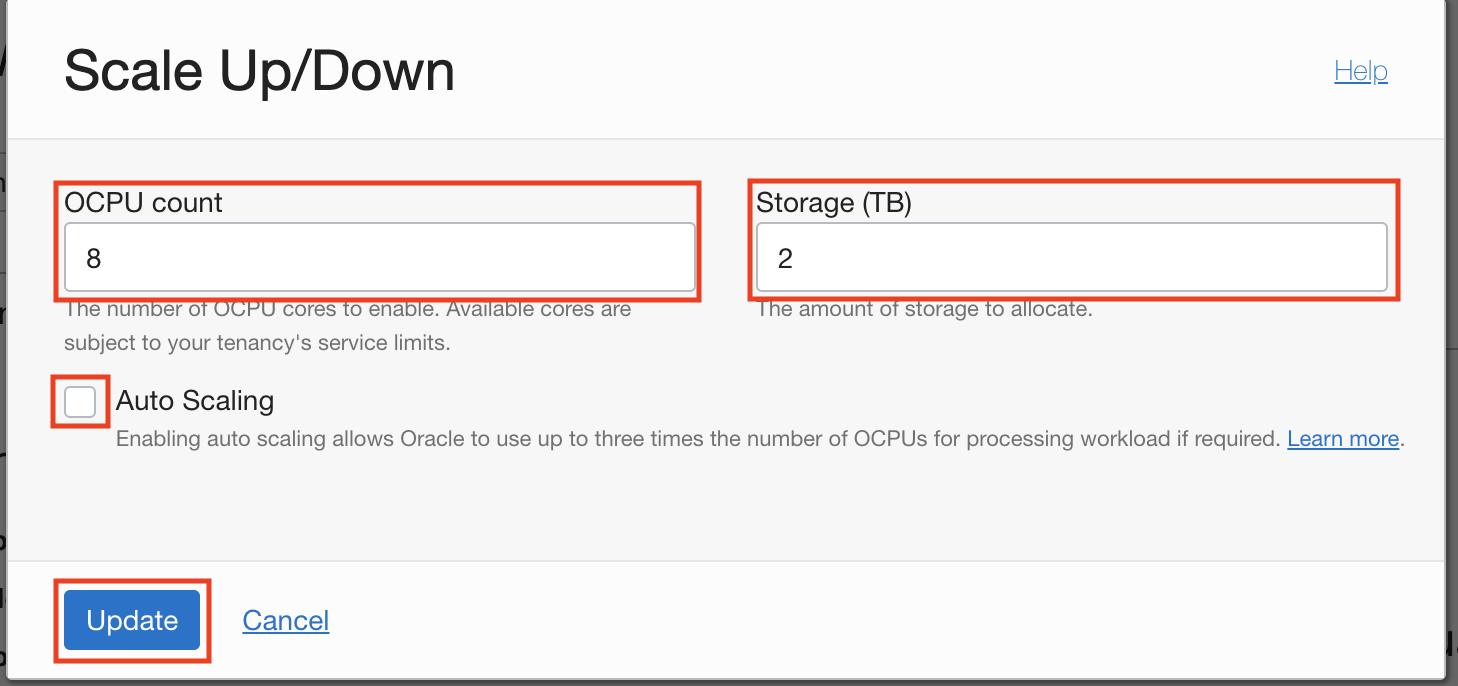 Scale Up/Down
Help
OCPU count
8
The number of OCPU cores to enable. Available cores are
subject to your tenancy's service limits.
Storage (TB)
2
The amount of storage to allocate.
Auto Scaling
Enabling auto scaling allows Oracle to use up to three times the number of OCPUs for processing workload if required. Learn more.
Update
Cancel